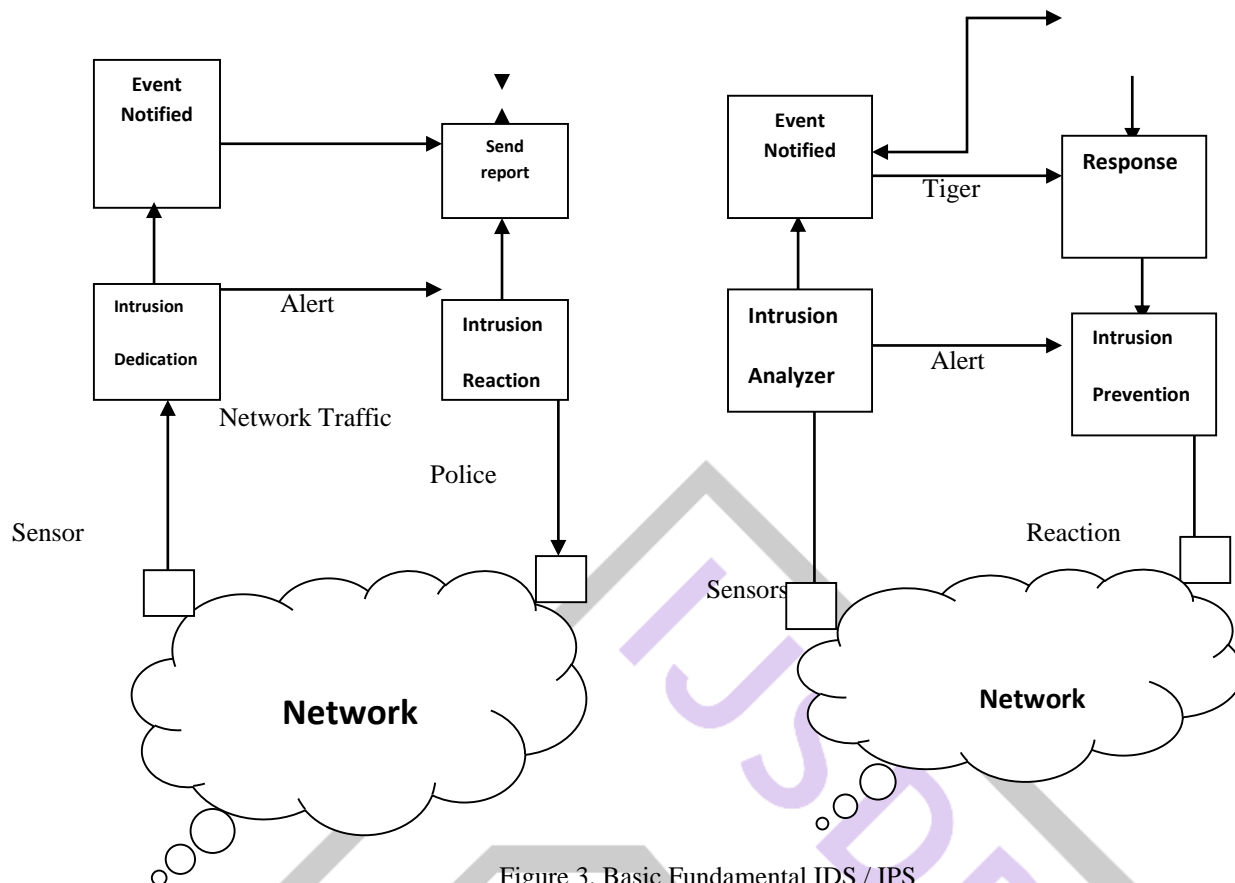 Event
Notified
Send
report
Intrusion
Dedication
Alert
Intrusion
Reaction
Network Traffic
Police
Sensor
Network
Event
Notified
Tiger
Response
Intrusion
Analyzer
Alert
Intrusion
Prevention
Reaction
Sensors
Network
IJSDR
Figure 3. Basic Fundamental IDS / IPS